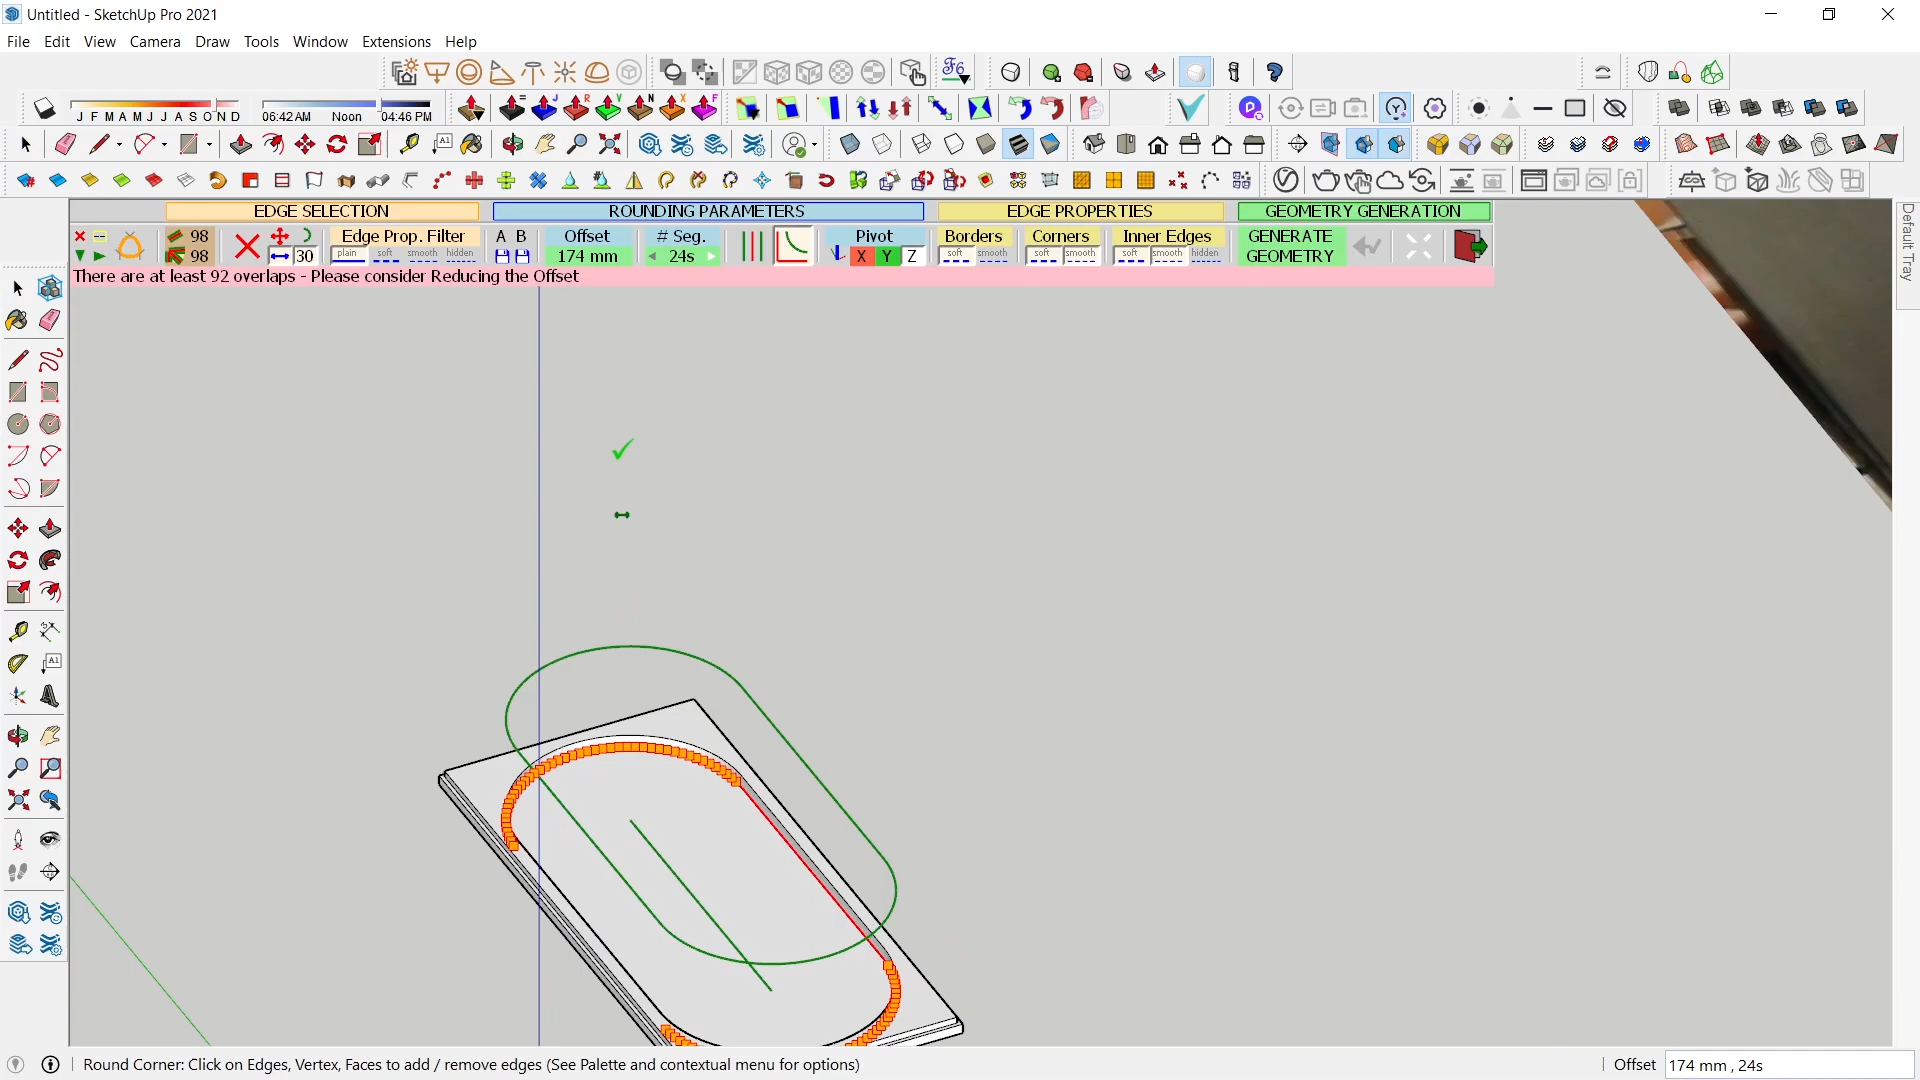 Untitled - SketchUp Pro 2021
File Edit View Camera Draw Tools Window Extensions Help
J F M A M J J A S O N D
06:42 AM Noon 04:46 PM
EDGE SELECTION ROUNDING PARAMETERS EDGE PROPERTIES GEOMETRY GENERATION
98 Edge Prop. Filter A B Offset # Seg. Pivot Borders Corners Inner Edges GENERATE
98 30 plain soft smooth hidden 174 mm 24s X Y Z soft smooth soft smooth soft smooth hidden GEOMETRY
There are at least 92 overlaps - Please consider Reducing the Offset
Default Tray
Round Corner: Click on Edges, Vertex, Faces to add / remove edges (See Palette and contextual menu for options) Offset 174 mm , 24s